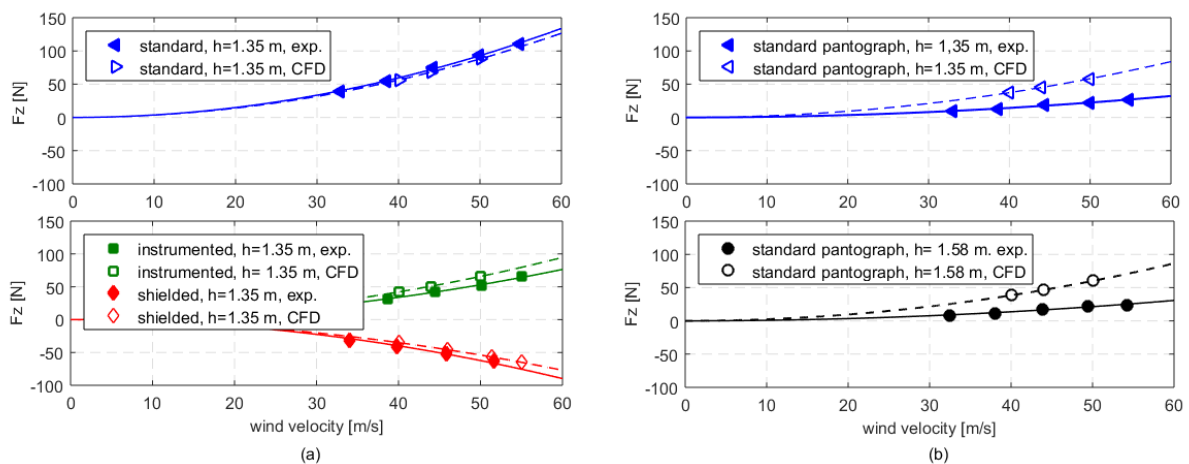 (a)
(b)
150
100
50
0
-50
-100
Fz [N]
standard, h=1.35 m, exp.
standard, h=1.35 m, CFD
0
10
20
30
40
50
60
150
100
50
0
-50
-100
Fz [N]
standard pantograph, h= 1,35 m, exp.
standard pantograph, h=1.35 m, CFD
0
10
20
30
40
50
60
150
100
50
0
-50
-100
Fz [N]
instrumented, h=1.35 m, exp.
instrumented, h= 1.35 m, CFD
shielded, h=1.35 m, exp.
shielded, h=1.35 m, CFD
0
10
20
30
40
50
60
wind velocity [m/s]
(a)
150
100
50
0
-50
-100
Fz [N]
standard pantograph, h= 1.58 m. exp.
standard pantograph, h=1.58 m, CFD
0
10
20
30
40
50
60
wind velocity [m/s]
(b)